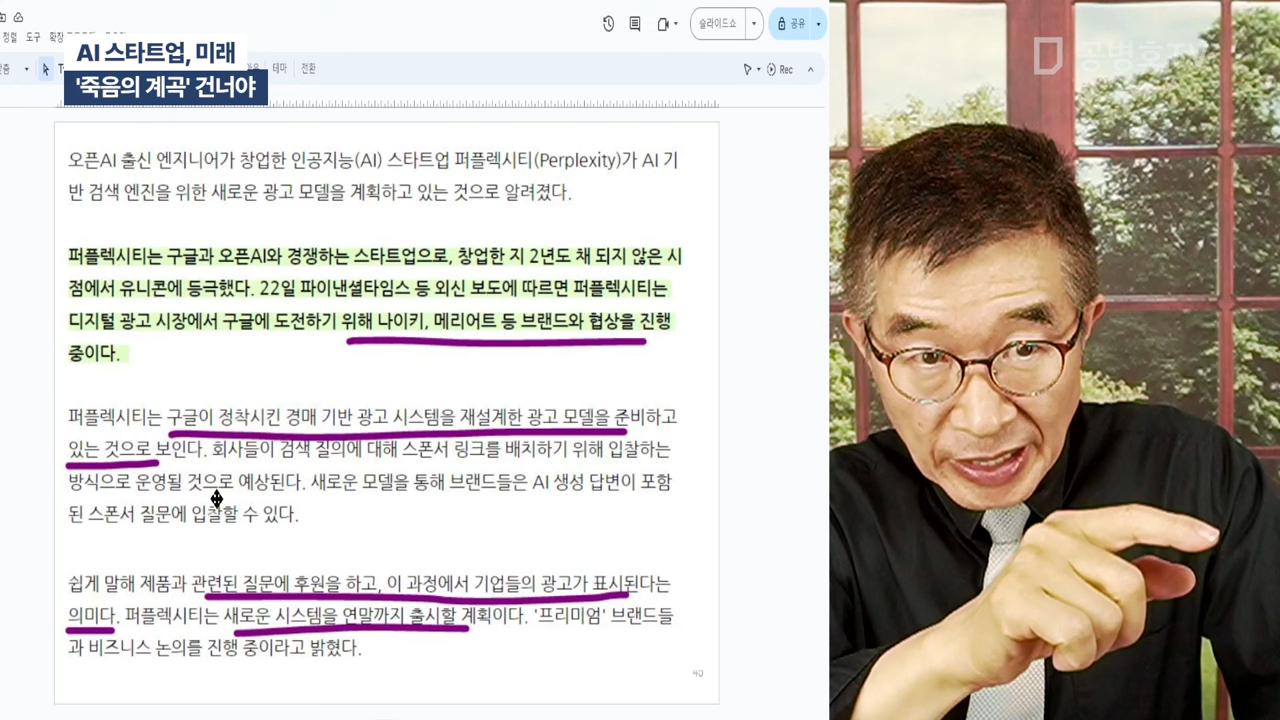 정렬 도구 확장
슬라이드쇼
공유
AI 스타트업, 미래
'죽음의 계곡' 건너야
테마
전환
Rec
공병호TV
오픈AI 출신 엔지니어가 창업한 인공지능(AI) 스타트업 퍼플렉시티(Perplexity)가 AI 기
반 검색 엔진을 위한 새로운 광고 모델을 계획하고 있는 것으로 알려졌다.
퍼플렉시티는 구글과 오픈AI와 경쟁하는 스타트업으로, 창업한 지 2년도 채 되지 않은 시
점에서 유니콘에 등극했다. 22일 파이낸셜타임스 등 외신 보도에 따르면 퍼플렉시티는
디지털 광고 시장에서 구글에 도전하기 위해 나이키, 메리어트 등 브랜드와 협상을 진행
중이다.
퍼플렉시티는 구글이 정착시킨 경매 기반 광고 시스템을 재설계한 광고 모델을 준비하고
있는 것으로 보인다. 회사들이 검색 질의에 대해 스폰서 링크를 배치하기 위해 입찰하는
방식으로 운영될 것으로 예상된다. 새로운 모델을 통해 브랜드들은 AI 생성 답변이 포함
된 스폰서 질문에 입찰할 수 있다.
쉽게 말해 제품과 관련된 질문에 후원을 하고, 이 과정에서 기업들의 광고가 표시된다는
의미다. 퍼플렉시티는 새로운 시스템을 연말까지 출시할 계획이다. '프리미엄' 브랜드들
과 비즈니스 논의를 진행 중이라고 밝혔다.
40